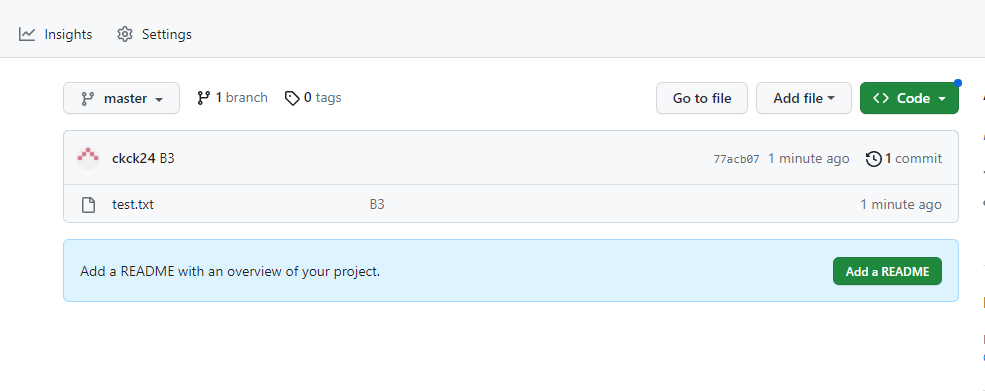 Insights Settings
master 1 branch 0 tags Go to file Add file Code
ckck24 B3 77acb07 1 minute ago 1 commit
test.txt B3 1 minute ago
Add a README with an overview of your project. Add a README